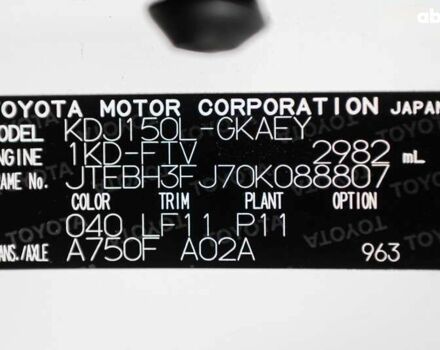 TOYOTA MOTOR CORPORATION JAPAN
MODEL KDJ150L-GKAEY
ENGINE 1KD-FTV 2982 mL
FRAME No. JTEBH3FJ70K088807
COLOR TRIM PLANT OPTION
040 LF11 P11
TRANS./AXLE A750F A02A 963